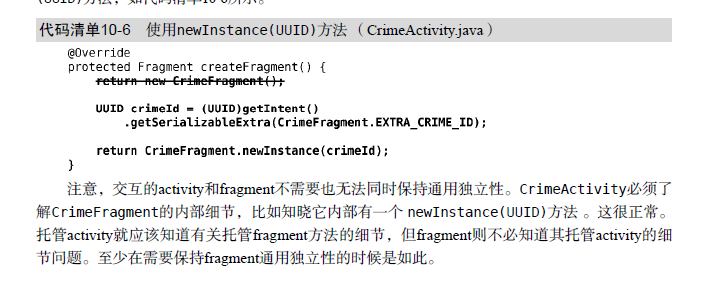 代码清单10-6 使用newInstance(UUID)方法(CrimeActivity.java)
@Override
protected Fragment createFragment() {
return new CrimeFragment();
UUID crimeId = (UUID)getIntent()
.getSerializableExtra(CrimeFragment.EXTRA_CRIME_ID);
return CrimeFragment.newInstance(crimeId);
}
注意,交互的activity和fragment不需要也无法同时保持通用独立性。CrimeActivity必须了
解CrimeFragment的内部细节,比如知晓它内部有一个 newInstance(UUID)方法 。这很正常。
托管activity就应该知道有关托管fragment方法的细节,但fragment则不必知道其托管activity的细
节问题。至少在需要保持fragment通用独立性的时候是如此。